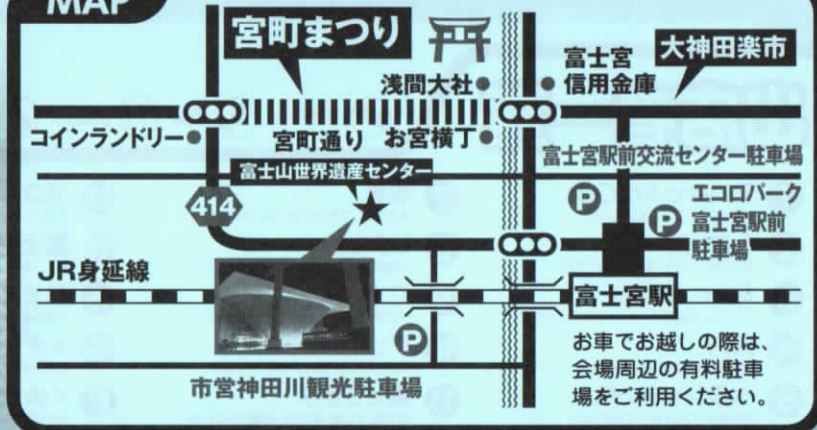 MAP
宮町まつり
大神田楽市
富士宮
信用金庫
浅間大社
コインランドリー
宮町通り
お宮横丁
富士宮駅前交流センター駐車場
富士山世界遺産センター
414
P
P
エコロパーク
富士宮駅前
駐車場
JR身延線
富士宮駅
P
市営神田川観光駐車場
お車でお越しの際は、
会場周辺の有料駐車
場をご利用ください。